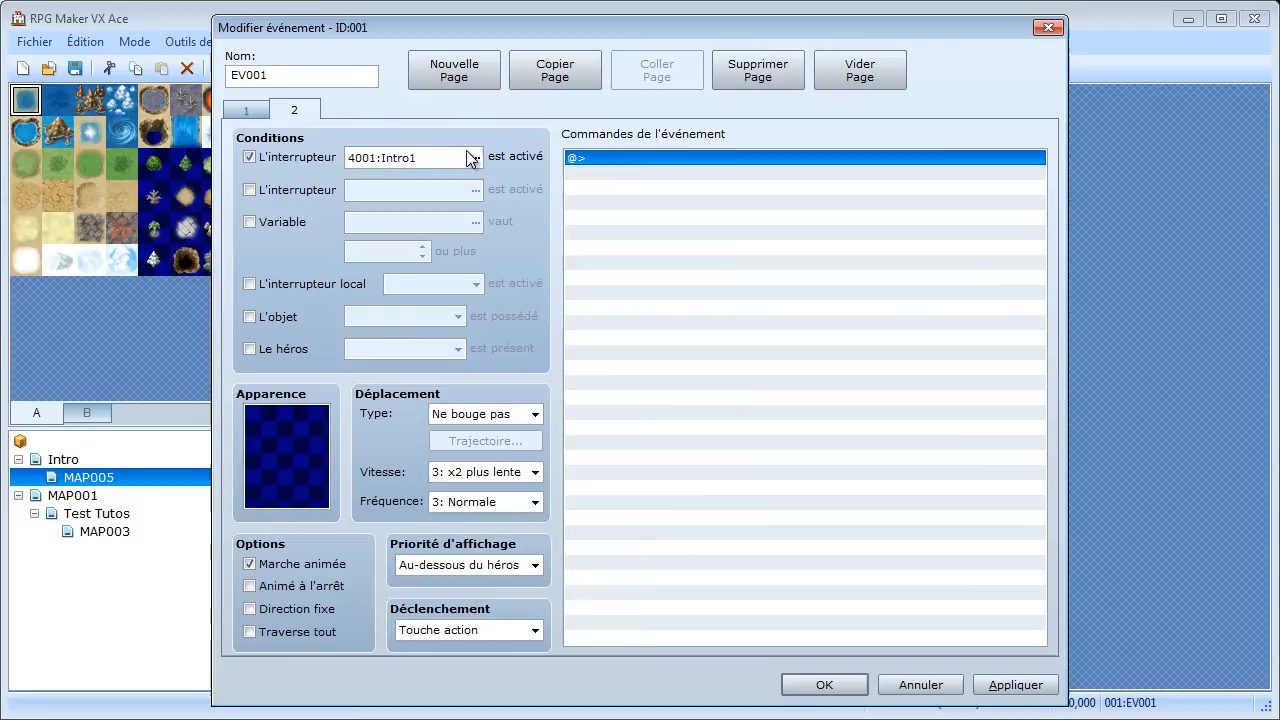 RPG Maker VX Ace
Modifier événement - ID:001
Fichier Édition Mode Outils de
Nom:
EV001
Nouvelle Page
Copier Page
Coller Page
Supprimer Page
Vider Page
1 2
Conditions
L'interrupteur 4001:Intro1 ... est activé
L'interrupteur ... est activé
Variable ... vaut
ou plus
L'interrupteur local est activé
L'objet est possédé
Le héros est présent
Commandes de l'événement
@>
Apparence
Déplacement
Type: Ne bouge pas
Trajectoire...
Vitesse: 3: x2 plus lente
Fréquence: 3: Normale
Options
Marche animée
Animé à l'arrêt
Direction fixe
Traverse tout
Priorité d'affichage
Au-dessous du héros
Déclenchement
Touche action
A B
Intro
MAP005
MAP001
Test Tutos
MAP003
OK Annuler Appliquer
0,000 001:EV001